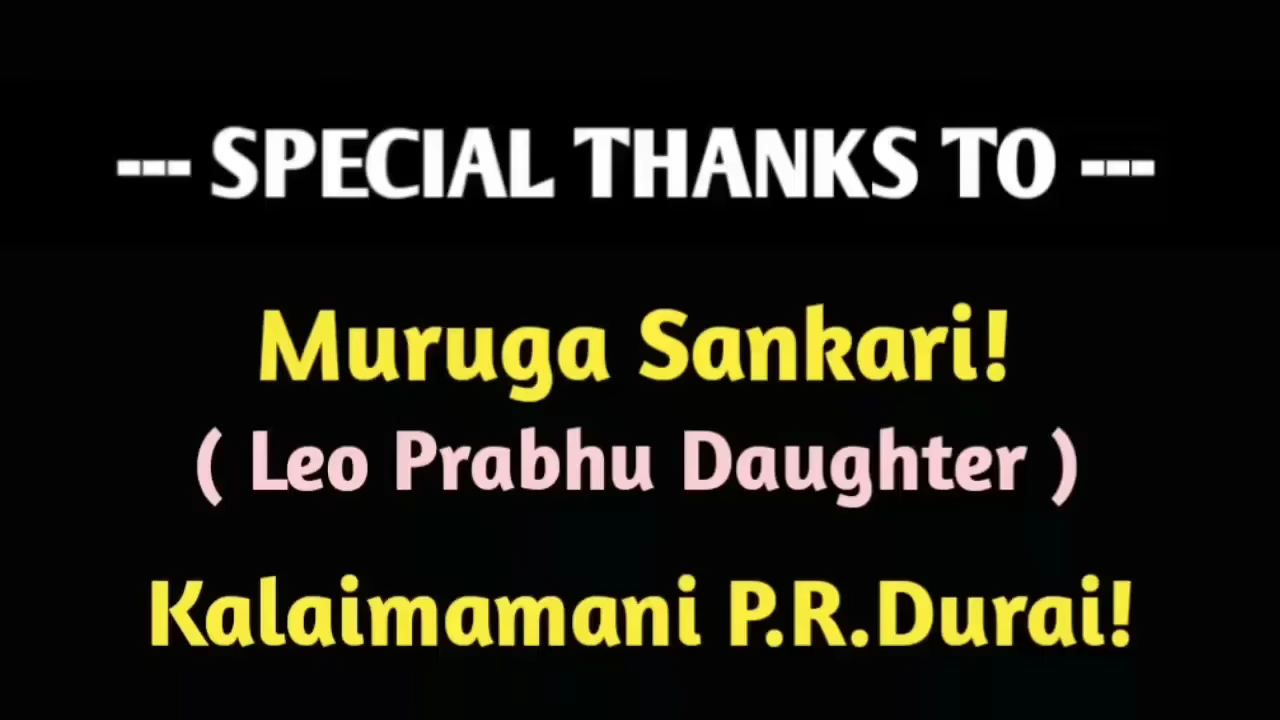 --- SPECIAL THANKS TO ---
Muruga Sankari!
( Leo Prabhu Daughter )
Kalaimamani P.R.Durai!